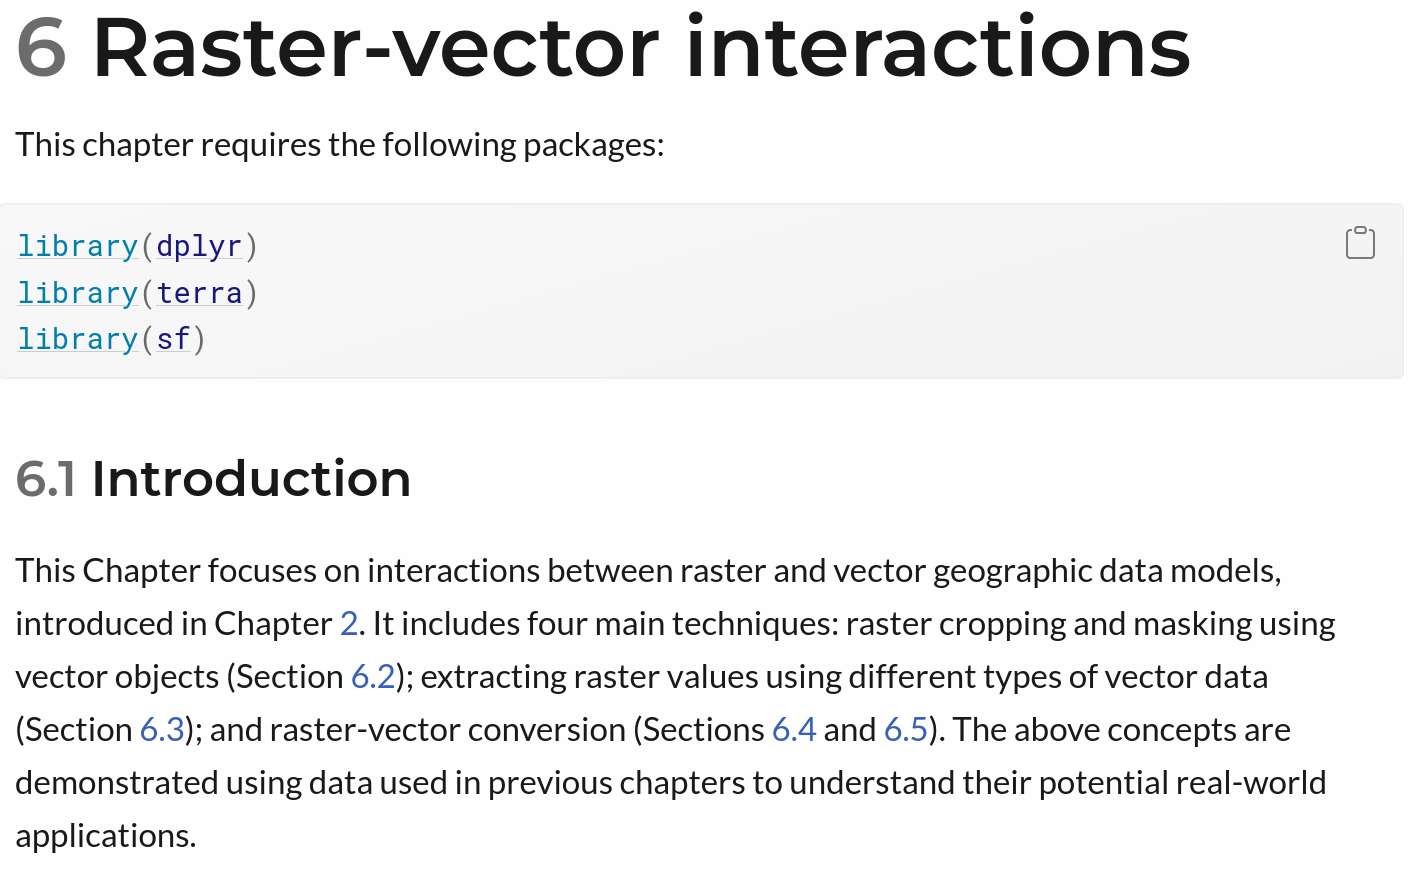 6 Raster-vector interactions
This chapter requires the following packages:
library(dplyr)
library(terra)
library(sf)
6.1 Introduction
This Chapter focuses on interactions between raster and vector geographic data models,
introduced in Chapter 2. It includes four main techniques: raster cropping and masking using
vector objects (Section 6.2); extracting raster values using different types of vector data
(Section 6.3); and raster-vector conversion (Sections 6.4 and 6.5). The above concepts are
demonstrated using data used in previous chapters to understand their potential real-world
applications.